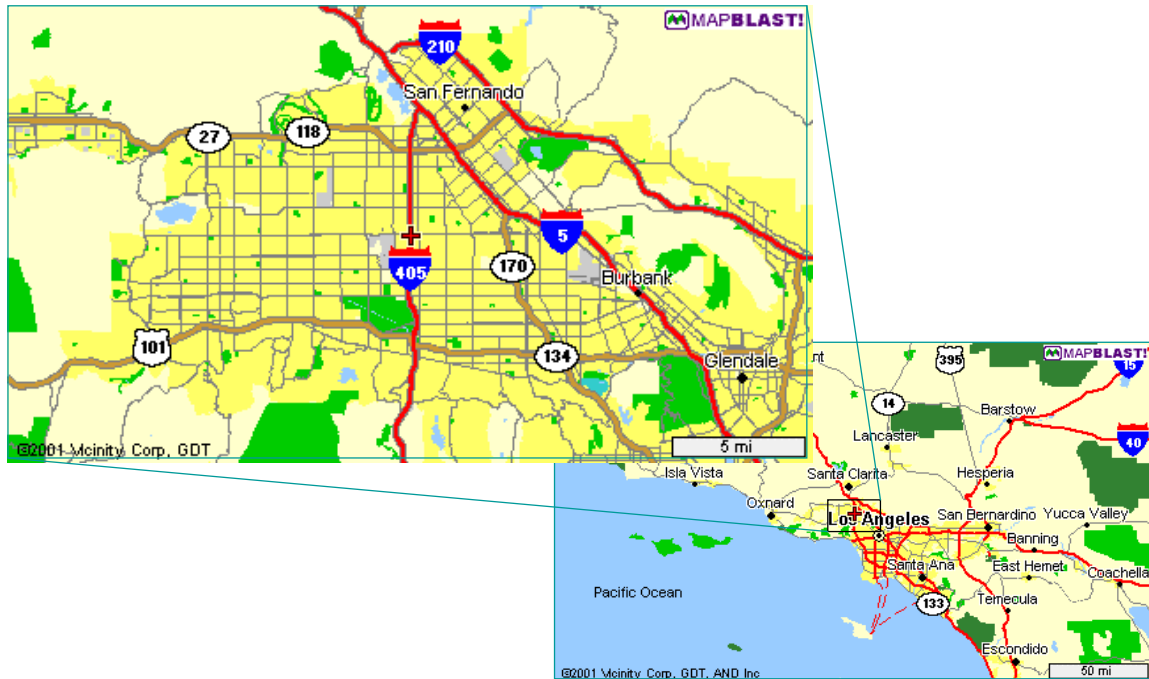 MAPBLAST!
210
San Fernando
27
118
5
405
170
Burbank
101
134
Glendale
©2001 Vicinity Corp, GDT
5 mi
nt
395
MAPBLAST!
15
14
Barstow
Lancaster
40
Isla Vista
Santa Clarita
Hesperia
Oxnard
Los Angeles
San Bernardino
Yucca Valley
Banning
Santa Ana
East Hemet
Coachella
Pacific Ocean
133
Temecula
Escondido
©2001 Vicinity Corp, GDT, AND Inc
50 mi